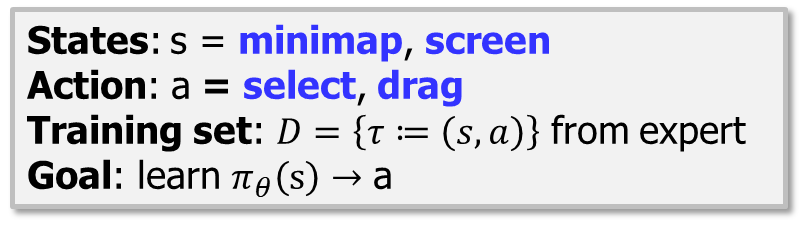 States: s = minimap, screen
Action: a = select, drag
Training set: D = {τ ≔ (s, a)} from expert
Goal: learn π_θ(s) → a